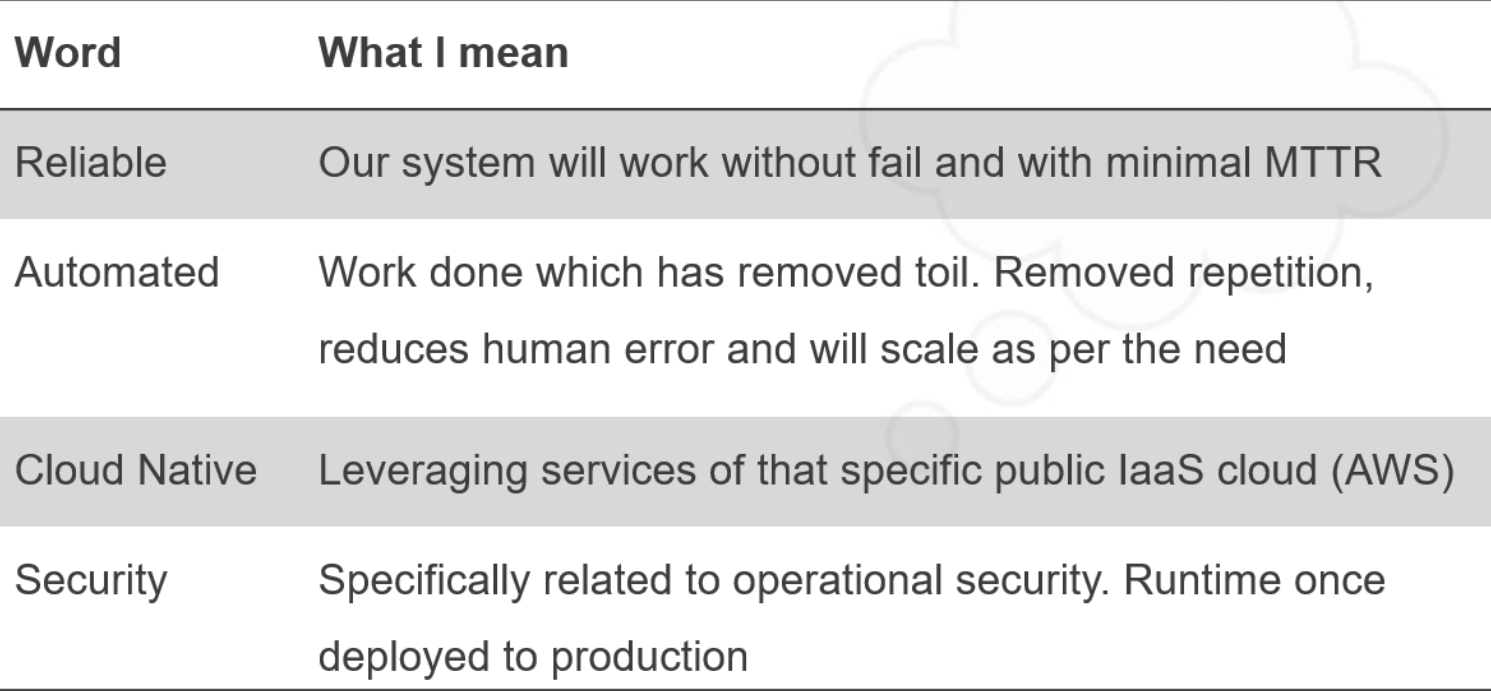 Word What I mean
Reliable Our system will work without fail and with minimal MTTR
Automated Work done which has removed toil. Removed repetition,
reduces human error and will scale as per the need
Cloud Native Leveraging services of that specific public IaaS cloud (AWS)
Security Specifically related to operational security. Runtime once
deployed to production